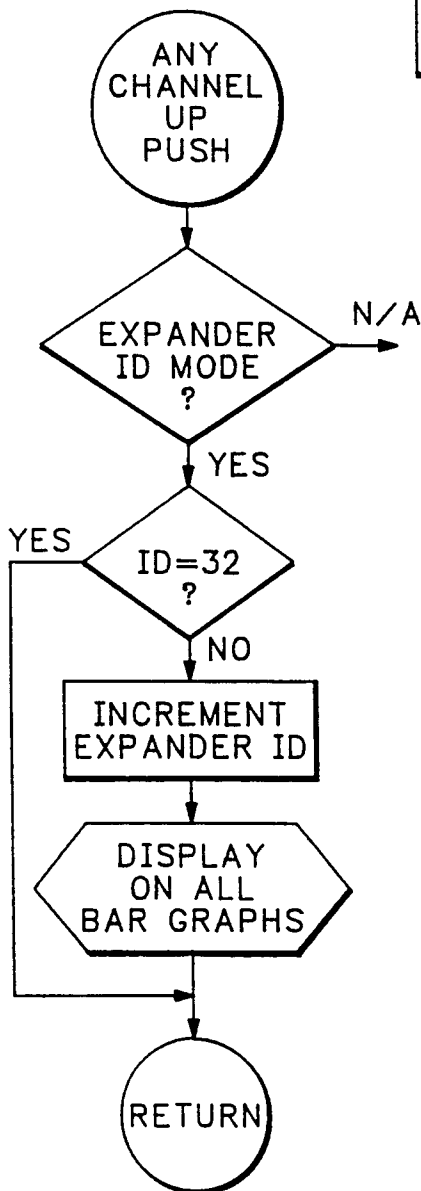 ANY
CHANNEL
UP
PUSH
EXPANDER
ID MODE
?
N/A
YES
YES
ID=32
?
NO
INCREMENT
EXPANDER ID
DISPLAY
ON ALL
BAR GRAPHS
RETURN